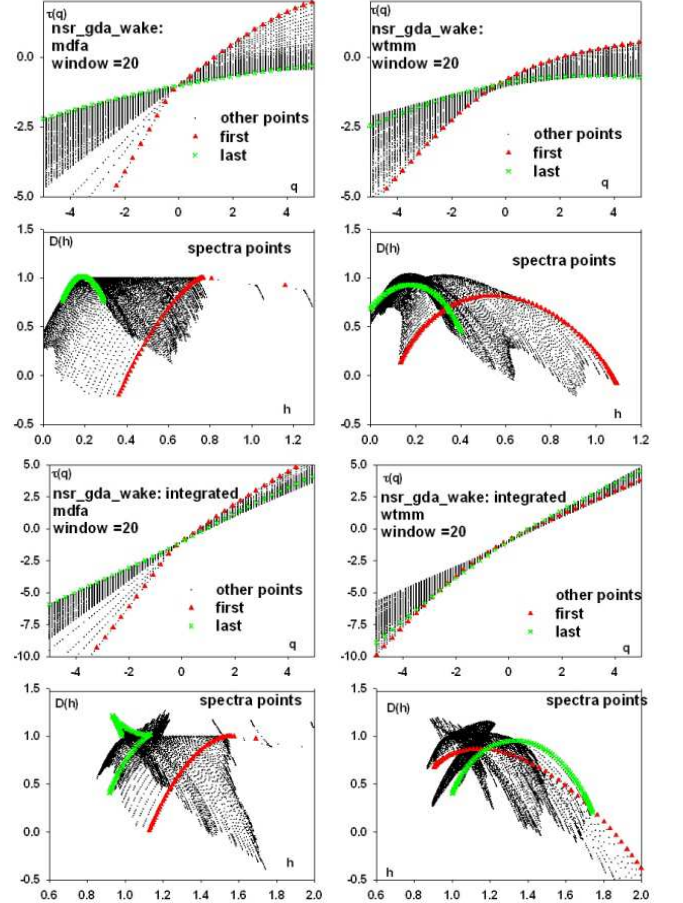 τ(q)
nsr_gda_wake:
mdfa
window =20
0.0
-2.5
-5.0
other points
first
last
q
-4 -2 0 2 4
τ(q)
nsr_gda_wake:
wtmm
window =20
0.0
-2.5
-5.0
other points
first
last
q
-4 -2 0 2 4
1.5
1.0
0.5
0.0
-0.5
D(h)
spectra points
h
0.0 0.2 0.4 0.6 0.8 1.0 1.2
1.5
1.0
0.5
0.0
-0.5
D(h)
spectra points
h
0.0 0.2 0.4 0.6 0.8 1.0 1.2
5.0
2.5
0.0
-2.5
-5.0
-7.5
-10.0
τ(q)
nsr_gda_wake: integrated
mdfa
window =20
other points
first
last
q
-4 -2 0 2 4
5.0
2.5
0.0
-2.5
-5.0
-7.5
-10.0
τ(q)
nsr_gda_wake: integrated
wtmm
window =20
other points
first
last
q
-4 -2 0 2 4
1.5
1.0
0.5
0.0
-0.5
D(h)
spectra points
h
0.6 0.8 1.0 1.2 1.4 1.6 1.8 2.0
1.5
1.0
0.5
0.0
-0.5
D(h)
spectra points
h
0.6 0.8 1.0 1.2 1.4 1.6 1.8 2.0